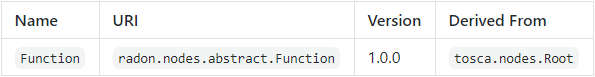 Name URI Version Derived From
Function radon.nodes.abstract.Function 1.0.0 tosca.nodes.Root